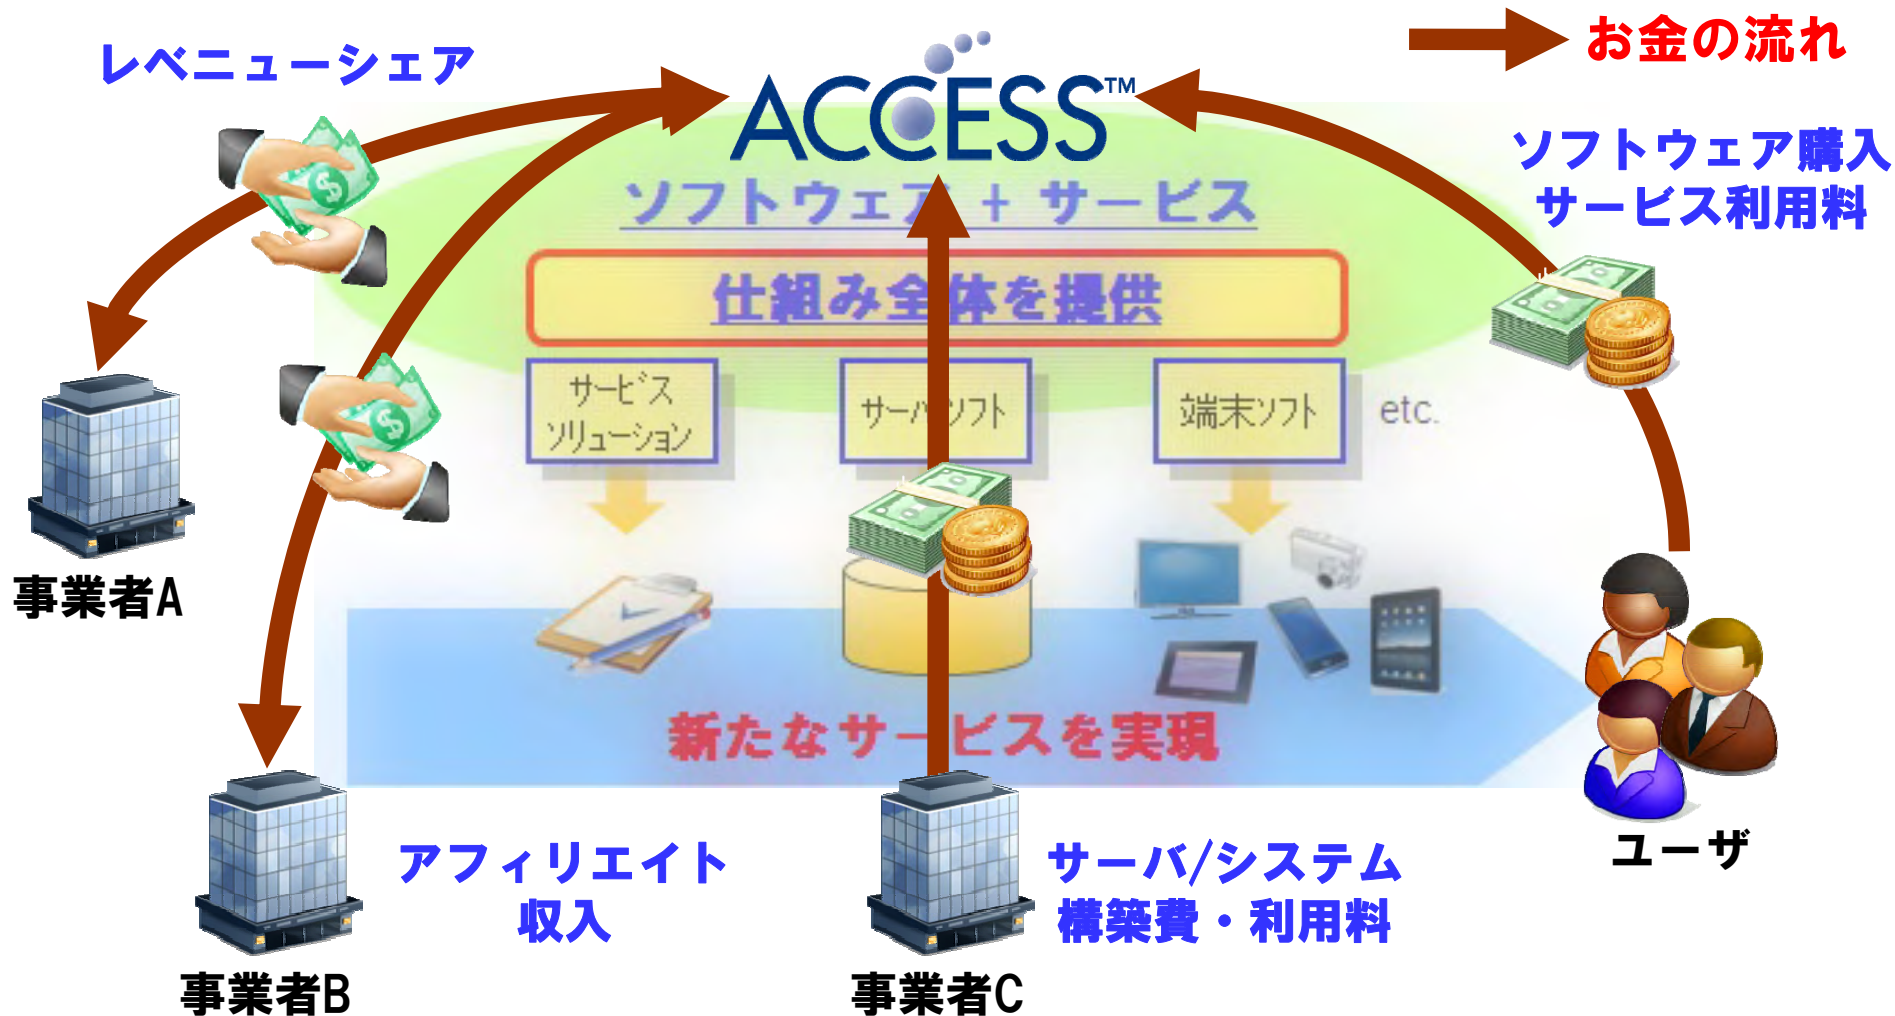 レベニューシェア
お金の流れ
ACCESS™
ソフトウェア購入
サービス利用料
ソフトウェア + サービス
仕組み全体を提供
サービス
ソリューション
サーバソフト
端末ソフト
etc.
事業者A
新たなサービスを実現
ユーザ
アフィリエイト
収入
サーバ/システム
構築費・利用料
事業者B
事業者C